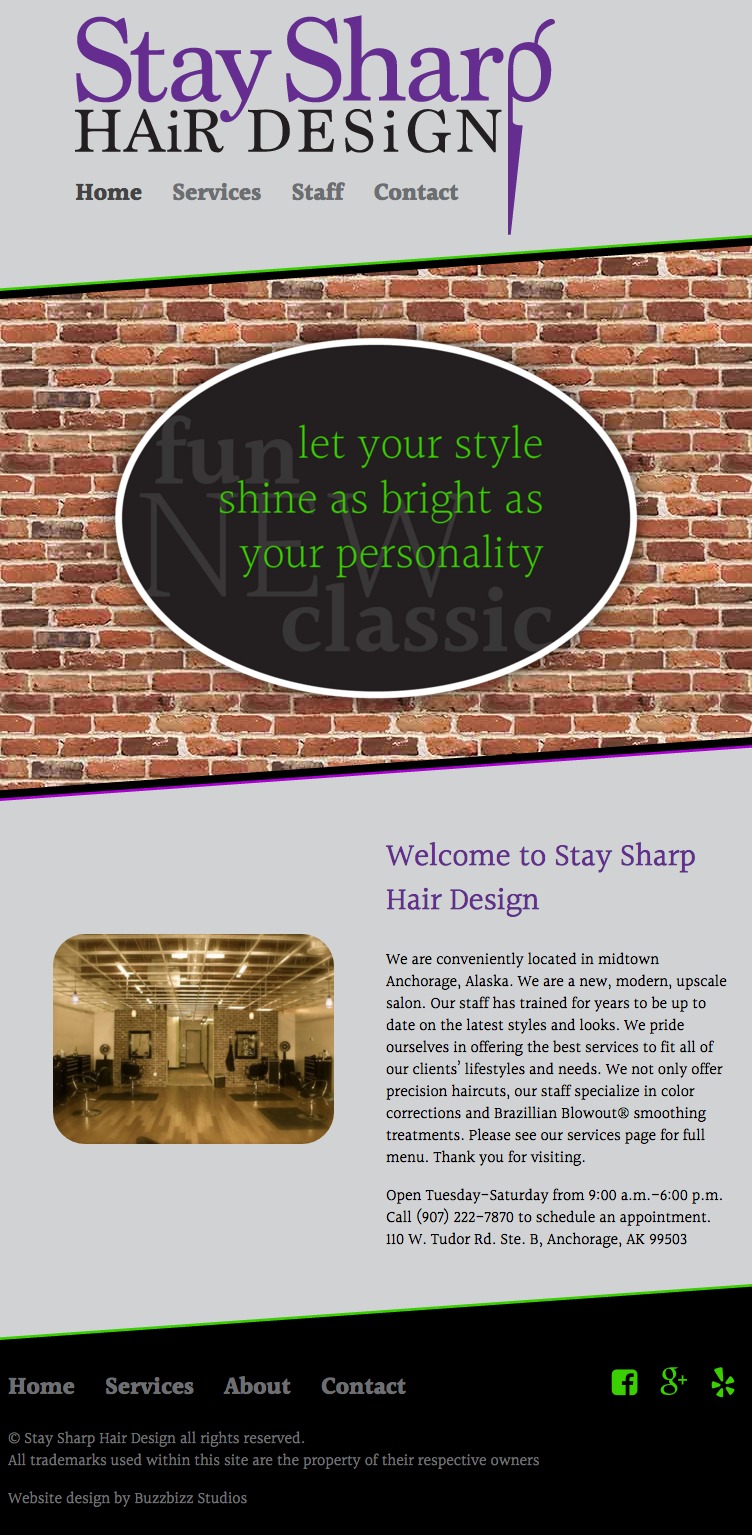 Stay Sharp
HAiR DESiGN
Home Services Staff Contact
fun
let your style
NEW
shine as bright as
your personality
classic
Welcome to Stay Sharp
Hair Design
We are conveniently located in midtown
Anchorage, Alaska. We are a new, modern, upscale
salon. Our staff has trained for years to be up to
date on the latest styles and looks. We pride
ourselves in offering the best services to fit all of
our clients’ lifestyles and needs. We not only offer
precision haircuts, our staff specialize in color
corrections and Brazillian Blowout® smoothing
treatments. Please see our services page for full
menu. Thank you for visiting.
Open Tuesday–Saturday from 9:00 a.m.–6:00 p.m.
Call (907) 222-7870 to schedule an appointment.
110 W. Tudor Rd. Ste. B, Anchorage, AK 99503
Home Services About Contact
g+
© Stay Sharp Hair Design all rights reserved.
All trademarks used within this site are the property of their respective owners
Website design by Buzzbizz Studios